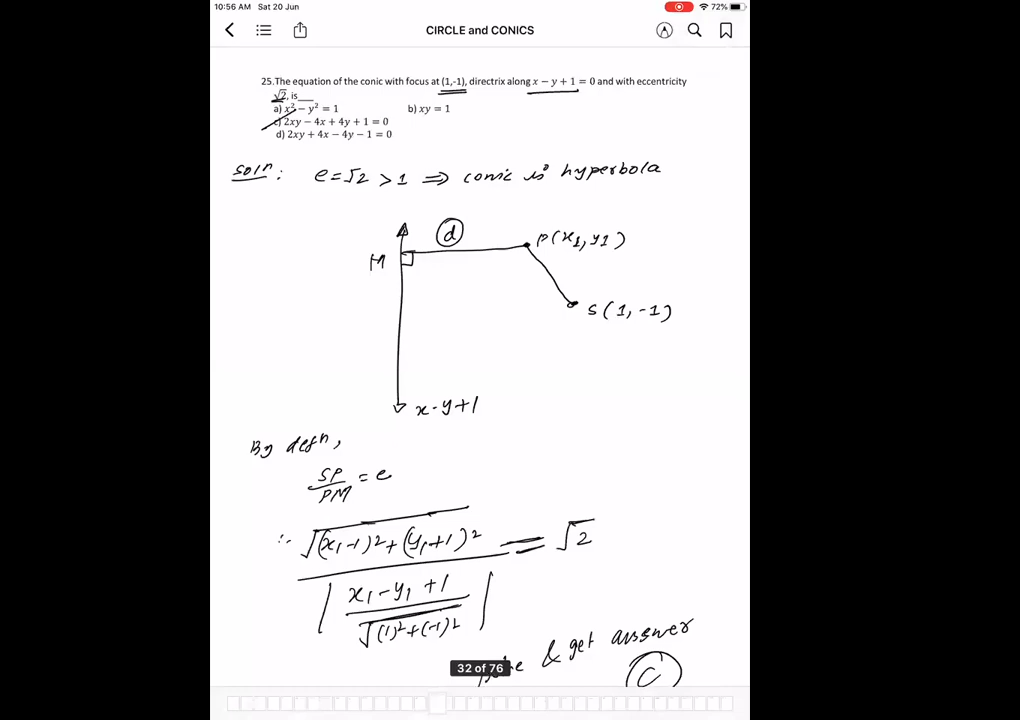 10:56 AM Sat 20 Jun 72%
CIRCLE and CONICS
25.The equation of the conic with focus at (1,-1), directrix along x − y + 1 = 0 and with eccentricity
√2, is___
a) x² − y² = 1 b) xy = 1
c) 2xy − 4x + 4y + 1 = 0
d) 2xy + 4x − 4y − 1 = 0
Soln: e = √2 > 1 ⇒ conic is hyperbola
d
P(x₁, y₁)
M
S(1, -1)
x-y+1
By defn,
SP/PM = e
∴ √((x₁-1)² + (y₁+1)²) / |(x₁-y₁+1)/√((1)²+(-1)²)| = √2
& get answer
32 of 76
C